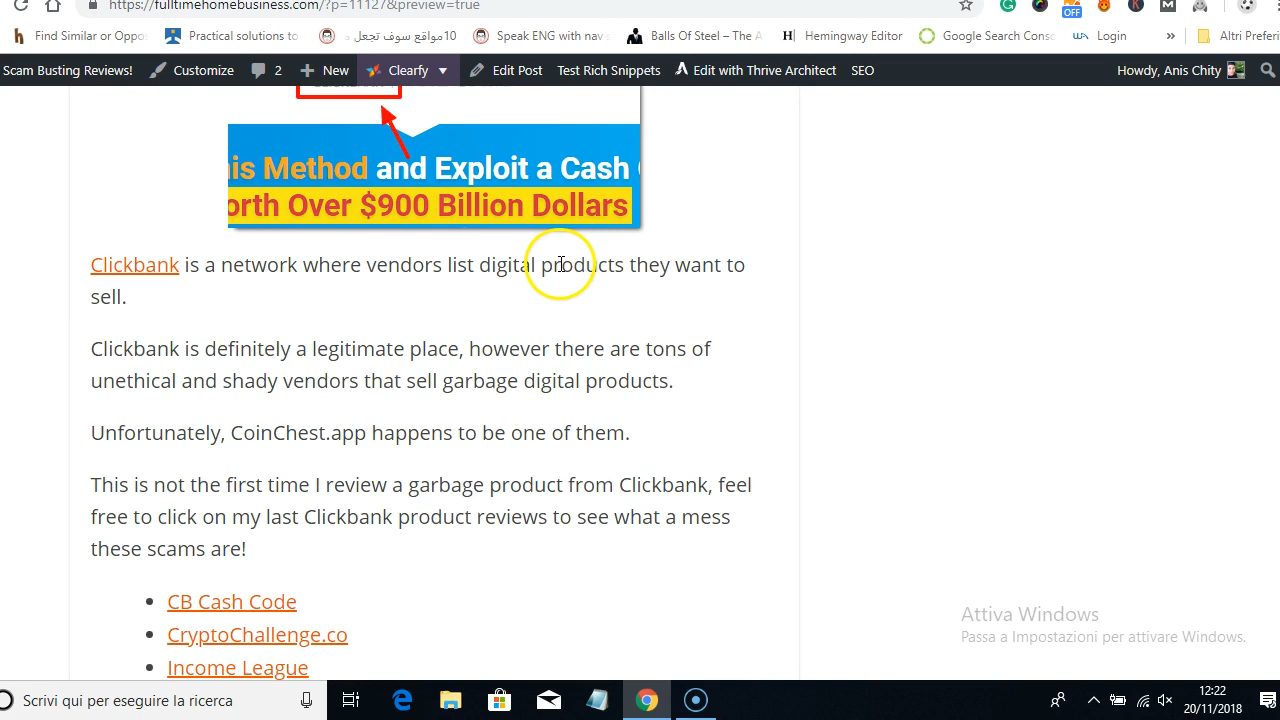 https://fulltimehomebusiness.com/?p=11127&preview=true
OFF
Find Similar or Oppo
Practical solutions to
10مواقع سوف تجعل م
Speak ENG with nav
Balls Of Steel – The A
Hemingway Editor
Google Search Conso
Login
»
Altri Preferi
Scam Busting Reviews!
Customize
2
New
Clearfy
Edit Post
Test Rich Snippets
Edit with Thrive Architect
SEO
Howdy, Anis Chity
his Method and Exploit a Cash
orth Over $900 Billion Dollars
Clickbank is a network where vendors list digital products they want to
sell.
Clickbank is definitely a legitimate place, however there are tons of
unethical and shady vendors that sell garbage digital products.
Unfortunately, CoinChest.app happens to be one of them.
This is not the first time I review a garbage product from Clickbank, feel
free to click on my last Clickbank product reviews to see what a mess
these scams are!
CB Cash Code
CryptoChallenge.co
Income League
Attiva Windows
Passa a Impostazioni per attivare Windows.
Scrivi qui per eseguire la ricerca
12:22
20/11/2018